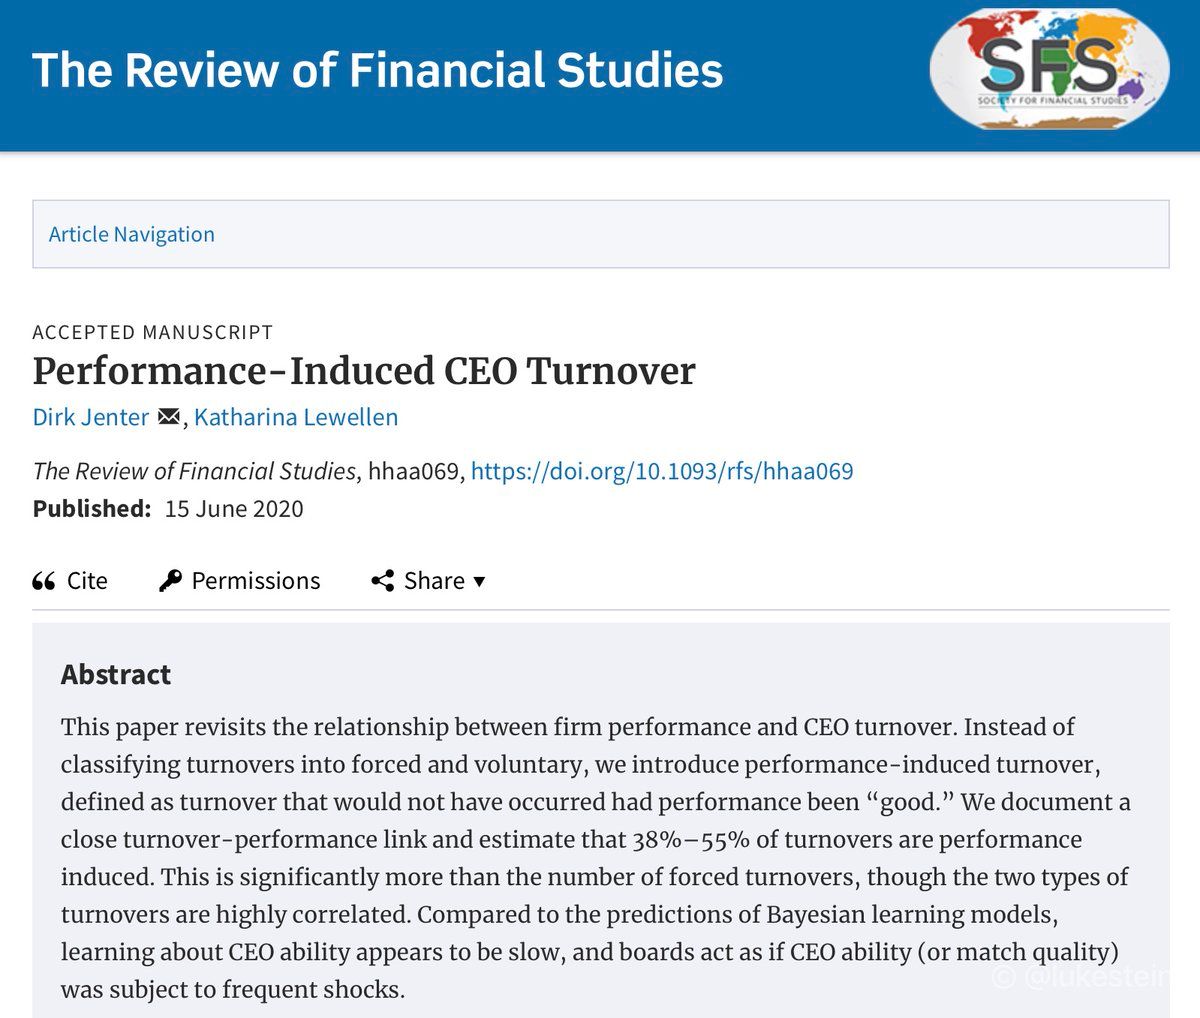 The Review of Financial Studies
SFS
SOCIETY FOR FINANCIAL STUDIES
Article Navigation
ACCEPTED MANUSCRIPT
Performance-Induced CEO Turnover
Dirk Jenter, Katharina Lewellen
The Review of Financial Studies, hhaa069, https://doi.org/10.1093/rfs/hhaa069
Published: 15 June 2020
Cite Permissions Share
Abstract
This paper revisits the relationship between firm performance and CEO turnover. Instead of
classifying turnovers into forced and voluntary, we introduce performance-induced turnover,
defined as turnover that would not have occurred had performance been “good.” We document a
close turnover-performance link and estimate that 38%–55% of turnovers are performance
induced. This is significantly more than the number of forced turnovers, though the two types of
turnovers are highly correlated. Compared to the predictions of Bayesian learning models,
learning about CEO ability appears to be slow, and boards act as if CEO ability (or match quality)
was subject to frequent shocks.
© @lukestein